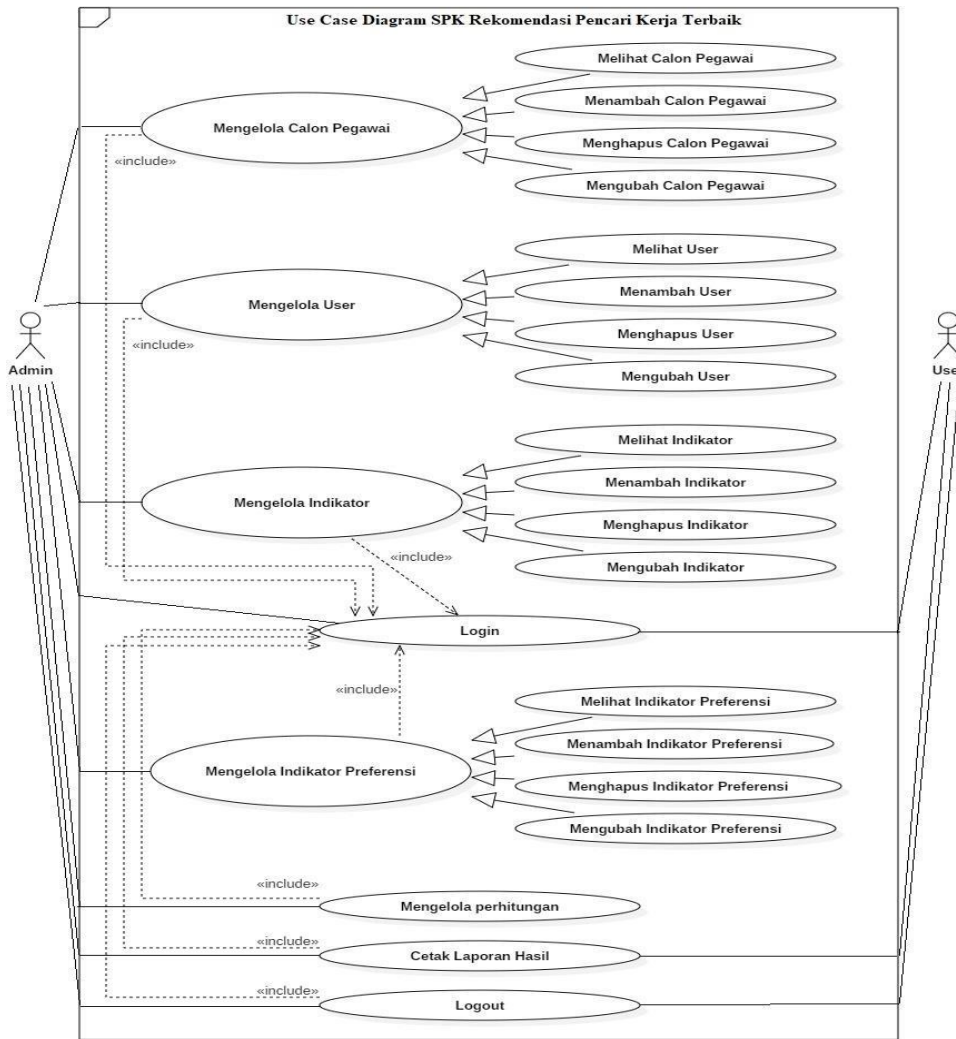 Use Case Diagram SPK Rekomendasi Pencari Kerja Terbaik
Melihat Calon Pegawai
Menambah Calon Pegawai
Mengelola Calon Pegawai
Menghapus Calon Pegawai
«include»
Mengubah Calon Pegawai
Melihat User
Menambah User
Mengelola User
Menghapus User
«include»
Mengubah User
Admin
Use
Melihat Indikator
Menambah Indikator
Mengelola Indikator
Menghapus Indikator
«include»
Mengubah Indikator
Login
«include»
Melihat Indikator Preferensi
Menambah Indikator Preferensi
Mengelola Indikator Preferensi
Menghapus Indikator Preferensi
Mengubah Indikator Preferensi
«include»
Mengelola perhitungan
«include»
Cetak Laporan Hasil
«include»
Logout